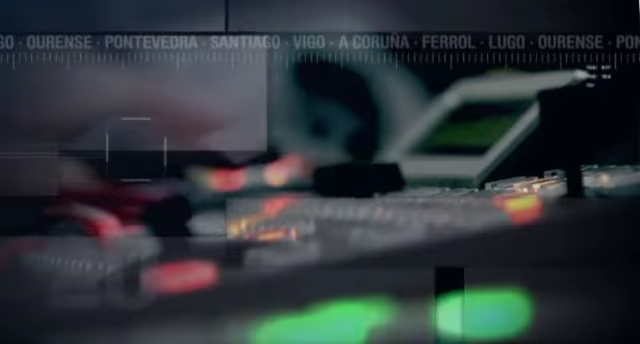 GO · OURENSE · PONTEVEDRA · SANTIAGO · VIGO · A CORUÑA · FERROL · LUGO · OURENSE · PON